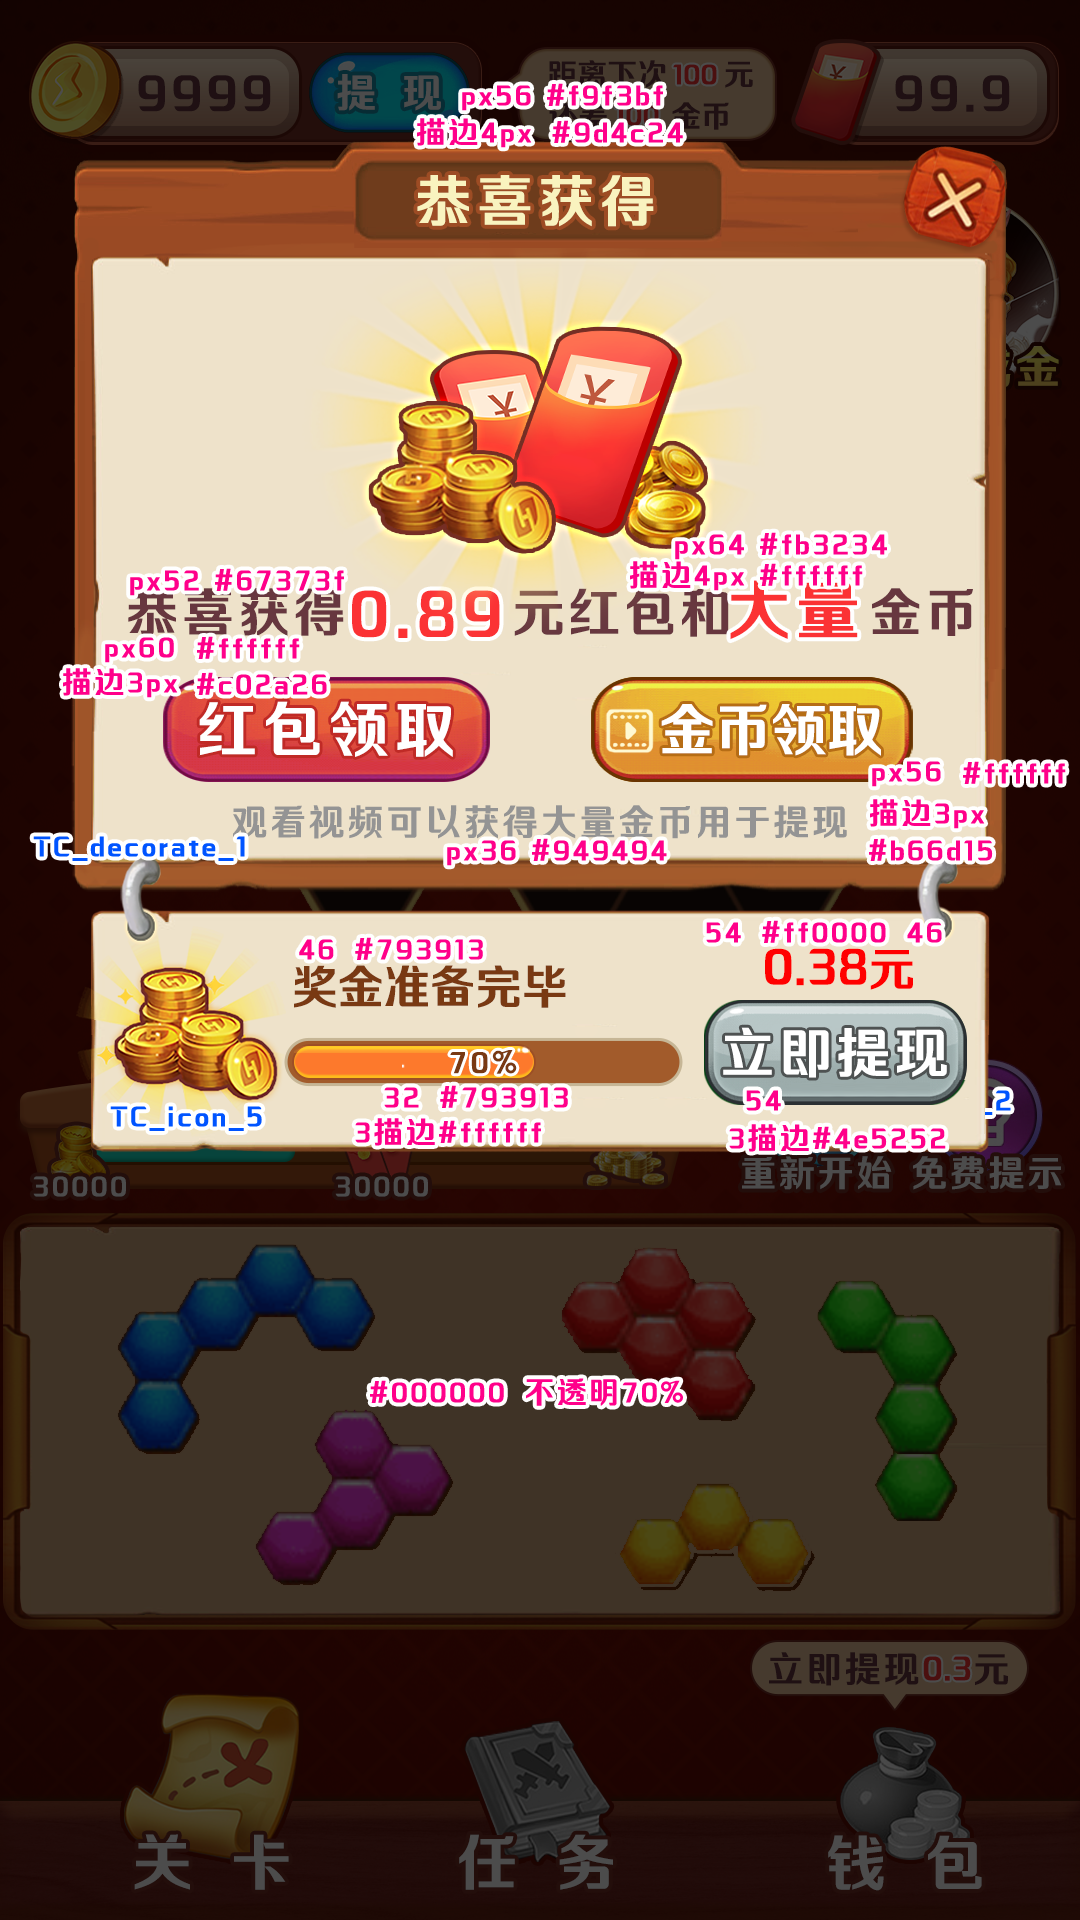 9999
提 现
距离下次100元
金币
99.9
px56 #f9f3bf
描边4px #9d4c24
恭喜获得
金
px64 #fb3234
描边4px #ffffff
px52 #67373f
恭喜获得0.89元红包和大量金币
px60 #ffffff
描边3px #c02a26
红包领取
金币领取
px56 #ffffff
描边3px
#b66d15
观看视频可以获得大量金币用于提现
px36 #949494
TC_decorate_1
54 #ff0000 46
46 #793913
0.38元
奖金准备完毕
立即提现
70%
32 #793913
3描边#ffffff
54
3描边#4e5252
TC_icon_5
_2
30000
30000
重新开始
免费提示
#000000 不透明70%
立即提现0.3元
关 卡
任 务
钱 包